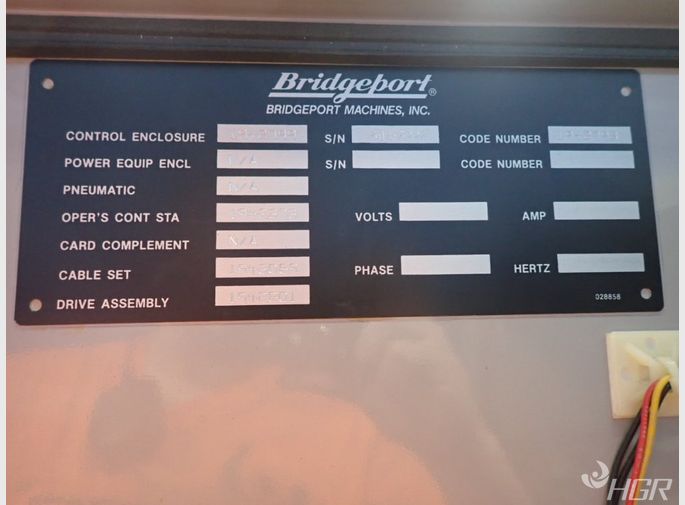 Bridgeport®
BRIDGEPORT MACHINES, INC.
CONTROL ENCLOSURE S/N CODE NUMBER
POWER EQUIP ENCL N/A S/N CODE NUMBER
PNEUMATIC N/A
OPER'S CONT STA VOLTS AMP
CARD COMPLEMENT N/A
CABLE SET PHASE HERTZ
DRIVE ASSEMBLY
028858
HGR